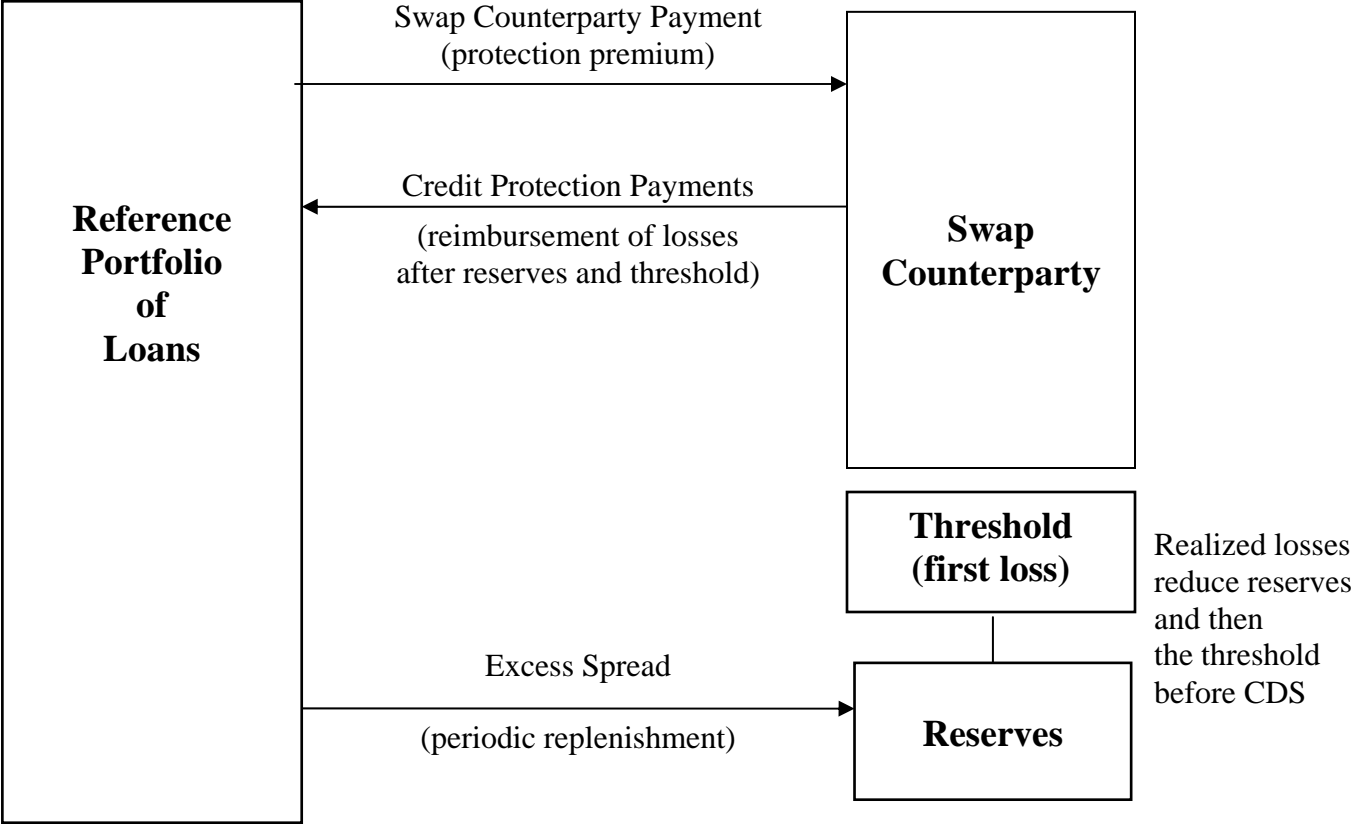 Swap Counterparty Payment
(protection premium)
Credit Protection Payments
(reimbursement of losses
after reserves and threshold)
Reference
Portfolio
of
Loans
Swap
Counterparty
Threshold
(first loss)
Realized losses
reduce reserves
and then
the threshold
before CDS
Excess Spread
(periodic replenishment)
Reserves